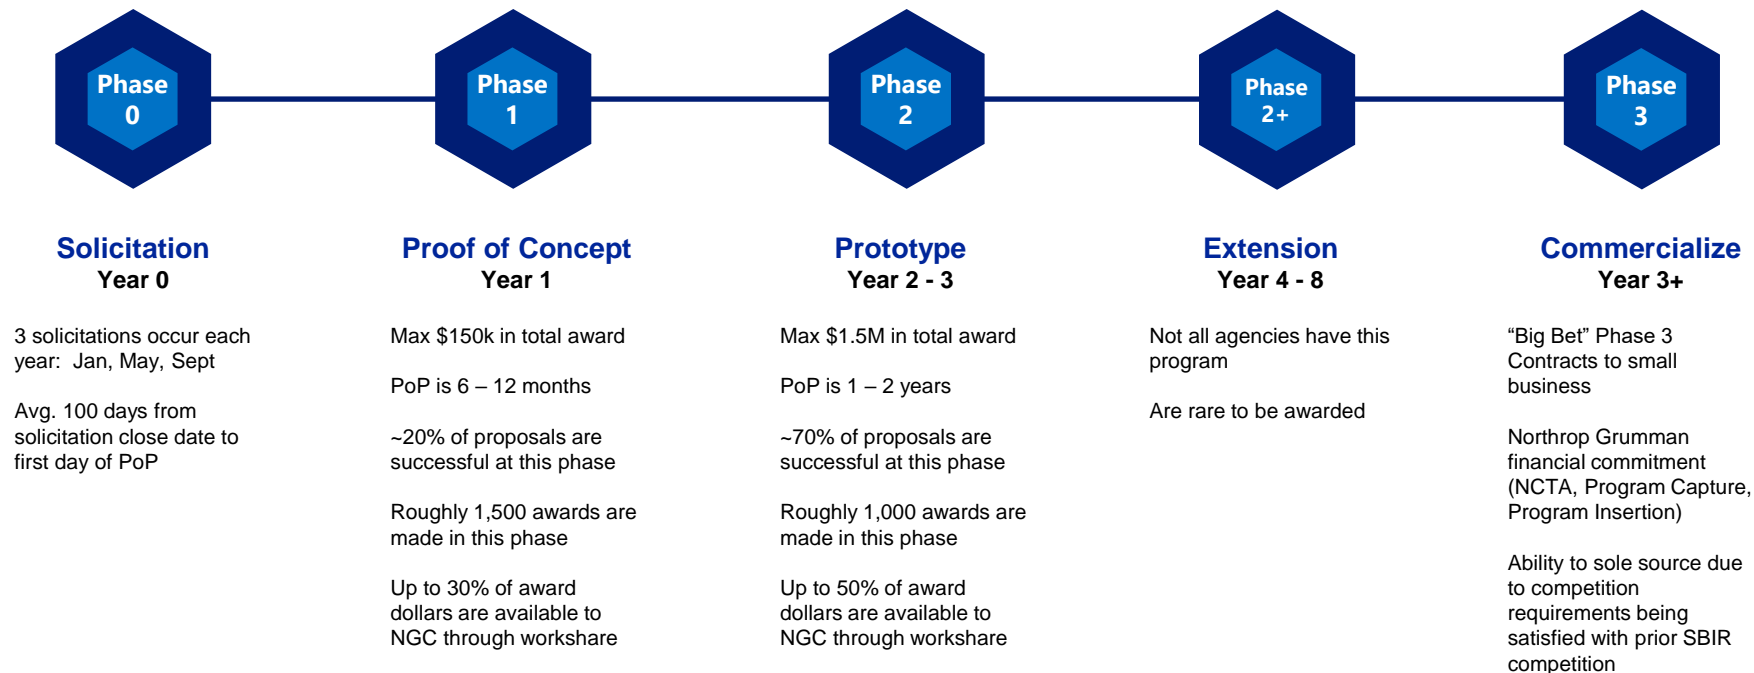 Phase
0
Phase
1
Phase
2
Phase
2+
Phase
3
Solicitation
Year 0
3 solicitations occur each
year:  Jan, May, Sept
Avg. 100 days from
solicitation close date to
first day of PoP
Proof of Concept
Year 1
Max $150k in total award
PoP is 6 – 12 months
~20% of proposals are
successful at this phase
Roughly 1,500 awards are
made in this phase
Up to 30% of award
dollars are available to
NGC through workshare
Prototype
Year 2 - 3
Max $1.5M in total award
PoP is 1 – 2 years
~70% of proposals are
successful at this phase
Roughly 1,000 awards are
made in this phase
Up to 50% of award
dollars are available to
NGC through workshare
Extension
Year 4 - 8
Not all agencies have this
program
Are rare to be awarded
Commercialize
Year 3+
“Big Bet” Phase 3
Contracts to small
business
Northrop Grumman
financial commitment
(NCTA, Program Capture,
Program Insertion)
Ability to sole source due
to competition
requirements being
satisfied with prior SBIR
competition